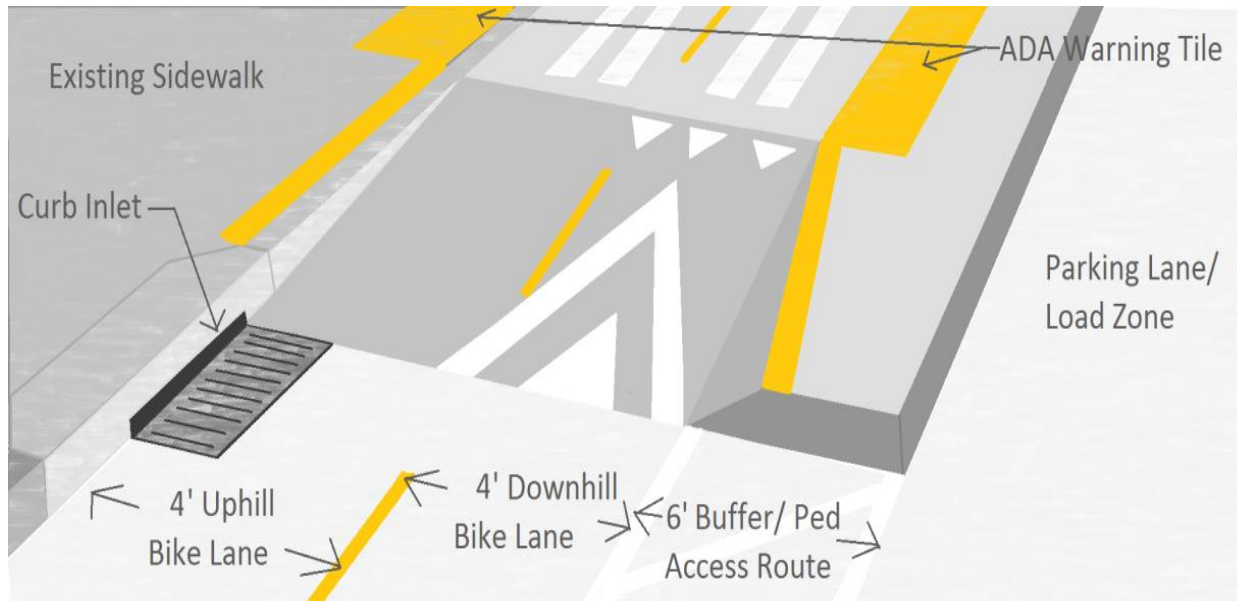 Existing Sidewalk
ADA Warning Tile
Curb Inlet
Parking Lane/
Load Zone
4' Uphill
Bike Lane
4' Downhill
Bike Lane
6' Buffer/ Ped
Access Route